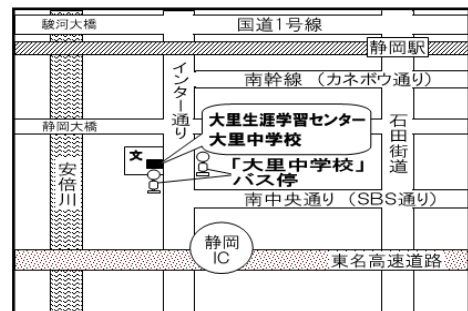 駿河大橋
国道1号線
静岡駅
インター通り
南幹線 (カネボウ通り)
大里生涯学習センター
大里中学校
石田街道
静岡大橋
文
「大里中学校」
バス停
安倍川
南中央通り (SBS通り)
静岡
IC
東名高速道路